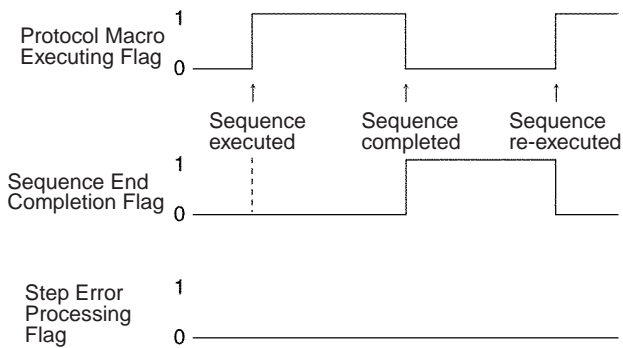 1
Protocol Macro
Executing Flag
0
Sequence executed
Sequence completed
Sequence re-executed
1
Sequence End
Completion Flag
0
1
Step Error
Processing
Flag
0